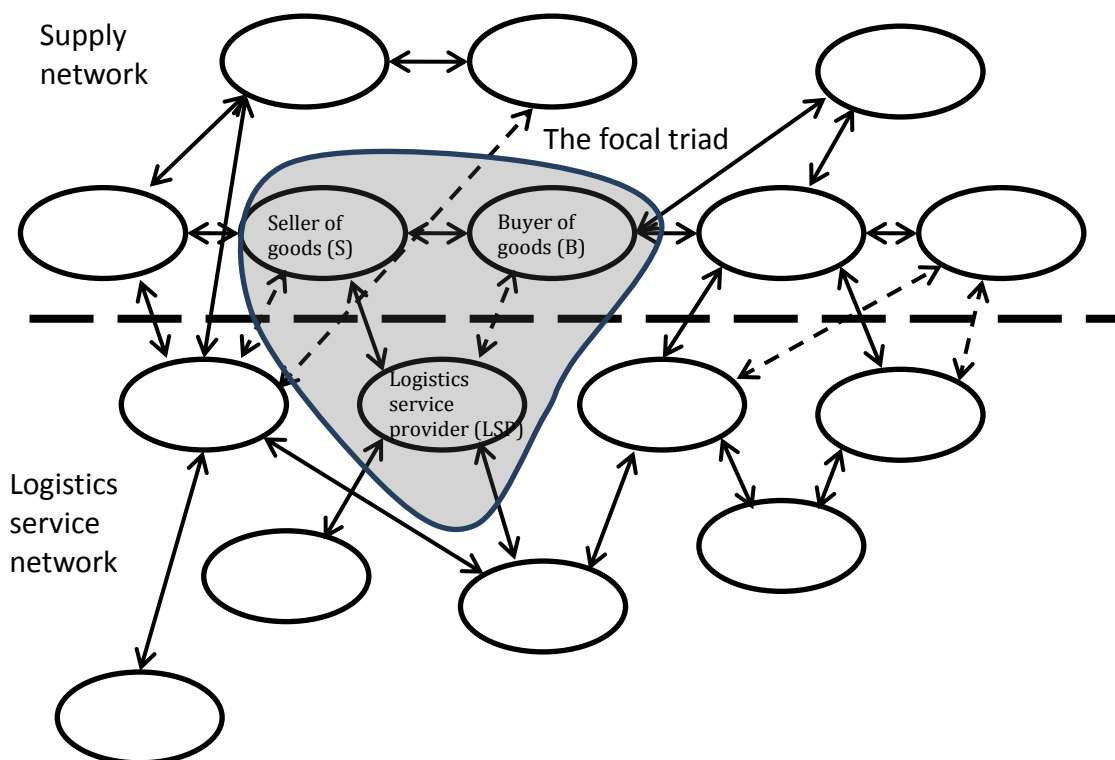 Supply
network
The focal triad
Seller of
goods (S)
Buyer of
goods (B)
Logistics
service
provider (LSP)
Logistics
service
network